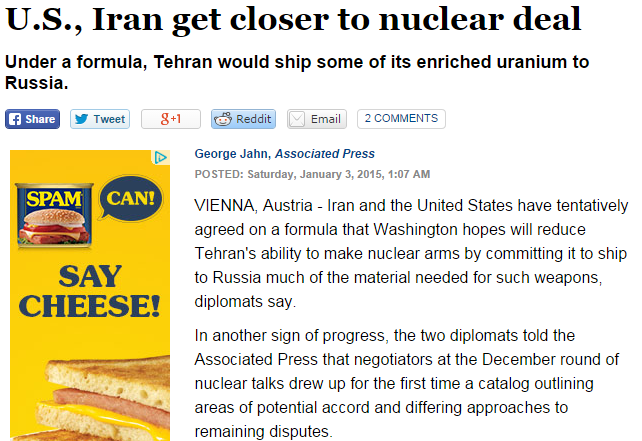 U.S., Iran get closer to nuclear deal
Under a formula, Tehran would ship some of its enriched uranium to
Russia.
Share Tweet g+1 Reddit Email 2 COMMENTS
SPAM
CAN!
SAY
CHEESE!
George Jahn, Associated Press
POSTED: Saturday, January 3, 2015, 1:07 AM
VIENNA, Austria - Iran and the United States have tentatively
agreed on a formula that Washington hopes will reduce
Tehran's ability to make nuclear arms by committing it to ship
to Russia much of the material needed for such weapons,
diplomats say.
In another sign of progress, the two diplomats told the
Associated Press that negotiators at the December round of
nuclear talks drew up for the first time a catalog outlining
areas of potential accord and differing approaches to
remaining disputes.